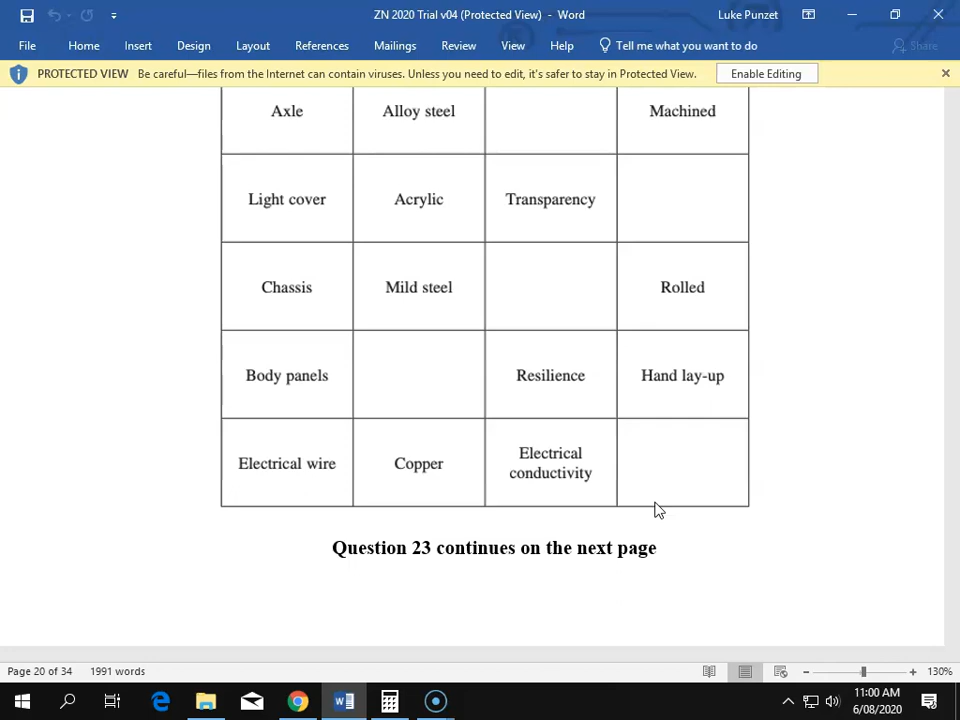 ZN 2020 Trial v04 (Protected View) - Word
Luke Punzet
File Home Insert Design Layout References Mailings Review View Help Tell me what you want to do Share
PROTECTED VIEW Be careful—files from the Internet can contain viruses. Unless you need to edit, it's safer to stay in Protected View. Enable Editing
Axle Alloy steel Machined
Light cover Acrylic Transparency
Chassis Mild steel Rolled
Body panels Resilience Hand lay-up
Electrical wire Copper Electrical
conductivity
Question 23 continues on the next page
Page 20 of 34 1991 words 130%
11:00 AM
6/08/2020